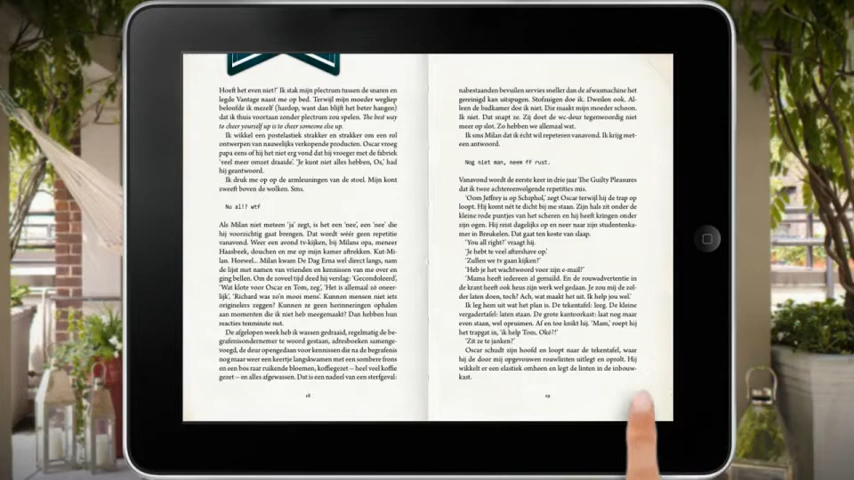 Hoeft het even niet?' Ik stak mijn plectrum tussen de snaren en
legde Vantage naast me op bed. Terwijl mijn moeder wegliep
beloofde ik mezelf (hardop, want dan blijft het beter hangen)
dat ik thuis voortaan zonder plectrum zou spelen. The best way
to cheer yourself up is to cheer someone else up.
Ik wikkel een postelastiek strakker en strakker om een rol
ontwerpen van nauwelijks verkopende producten. Oscar vroeg
papa eens of hij het niet erg vond dat hij vroeger met de fabriek
'veel meer omzet draaide'. 'Je kunt niet alles hebben, Os,' had
hij geantwoord.
Ik druk me op op de armleuningen van de stoel. Mijn kont
zweeft boven de wolken. Sms.
Nu al!? wtf
Als Milan niet meteen 'ja' zegt, is het een 'nee', een 'nee' die
hij voorzichtig gaat brengen. Dat wordt wéér geen repetitie
vanavond. Weer een avond tv-kijken, bij Milans opa, meneer
Haasbeek, douchen en me op mijn kamer aftrekken. Kut-Mi-
lan. Hoewel... Milan kwam De Dag Erna wel direct langs, nam
de lijst met namen van vrienden en kennissen van me over en
ging bellen. Om de zoveel tijd deed hij verslag: 'Gecondoleerd',
'Wat klote voor Oscar en Tom, zeg', 'Het is allemaal zó oneer-
lijk', 'Richard was zo'n mooi mens'. Kunnen mensen niet iets
origineleres zeggen? Kunnen ze geen herinneringen ophalen
aan momenten die ik niet heb meegemaakt? Dan hebben hun
reacties tenminste nut.
De afgelopen week heb ik wassen gedraaid, regelmatig de be-
grafenisondernemer te woord gestaan, adresboeken samenge-
voegd, de deur opengedaan voor kennissen die na de begrafenis
nog maar weer een keertje langskwamen met een sombere frons
en een bos raar ruikende bloemen, koffiegezet – heel veel koffie
gezet – en alles afgewassen. Dat is een nadeel van een sterfgeval:
18
nabestaanden bevuilen servies sneller dan de afwasmachine het
gereinigd kan uitspugen. Stofzuigen doe ik. Dweilen ook. Al-
leen de badkamer doe ik niet. Die maakt mijn moeder schoon.
Ik niet. Dat snapt ze. Zij doet de wc-deur tegenwoordig niet
meer op slot. Zo hebben we allemaal wat.
Ik sms Milan dat ik écht wil repeteren vanavond. Ik krijg met-
een antwoord.
Nog niet man, neem ff rust.
Vanavond wordt de eerste keer in drie jaar The Guilty Pleasures
dat ik twee achtereenvolgende repetities mis.
'Oom Jeffrey is op Schiphol,' zegt Oscar terwijl hij de trap op
loopt. Hij komt nét te dicht bij me staan. Zijn hals zit onder de
kleine rode puntjes van het scheren en hij heeft kringen onder
zijn ogen. Hij reist dagelijks op en neer naar zijn studentenka-
mer in Breukelen. Dat gaat ten koste van slaap.
'You all right?' vraagt hij.
'Je hebt te veel aftershave op.'
'Zullen we tv gaan kijken?'
'Heb je het wachtwoord voor zijn e-mail?'
'Mama heeft iedereen al gemaild. En de rouwadvertentie in
de krant heeft ook heus zijn werk wel gedaan. Je zou mij de zol-
der laten doen, toch? Ach, wat maakt het uit. Ik help jou wel.'
Ik leg hem uit wat het plan is. De tekentafel: leeg. De kleine
vergadertafel: laten staan. De grote kantoorkast: laat nog maar
even staan, wel opruimen. Af en toe knikt hij. 'Mam,' roept hij
het trapgat in, 'ik help Tom. Oké?!'
'Zit ze te janken?'
Oscar schudt zijn hoofd en loopt naar de tekentafel, waar
hij de door mij opgevouwen rouwlinten uitlegt en oprolt. Hij
wikkelt er een elastiek omheen en legt de linten in de inbouw-
kast.
19